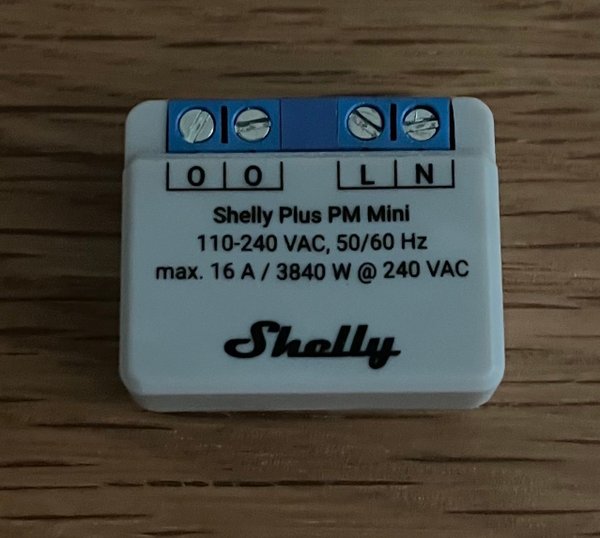 O O L N
Shelly Plus PM Mini
110-240 VAC, 50/60 Hz
max. 16 A / 3840 W @ 240 VAC
Shelly